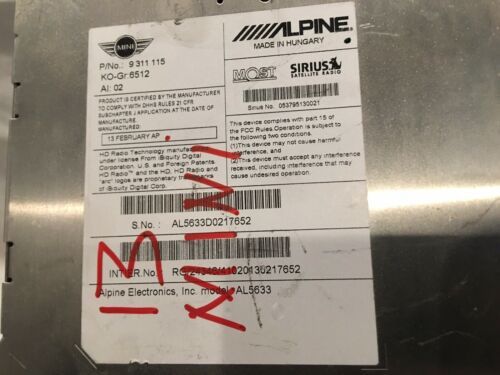 MINI
P/No.: 9 311 115
KO-Gr:6512
AI: 02
PRODUCT IS CERTIFIED BY THE MANUFACTURER
TO COMPLY WITH DHHS RULES 21 CFR
SUBCHAPTER J APPLICATION AT THE DATE OF
MANUFACTURE.
MANUFACTURED:
13 FEBRUARY AP
HD Radio Technology manufactured
under license From iBiquity Digital
Corporation. U.S. and Foreign Patents
HD Radio™ and the HD, HD Radio and
"arc" logos are proprietary trademarks
of iBiquity Digital Corp.
ALPINE
MADE IN HUNGARY
MOST
SIRIUS
SATELLITE RADIO
Sirius No. 053795130021
This device complies with part 15 of
the FCC Rules.Operation is subject to
the following two conditions.
(1)This device may not cause harmful
interference, and
(2)This device must accept any interference
received, including interference that may
cause undesired operation.
S.No.: AL5633D0217652
INTER.No.:
Alpine Electronics, Inc. model: AL5633
M
MINI